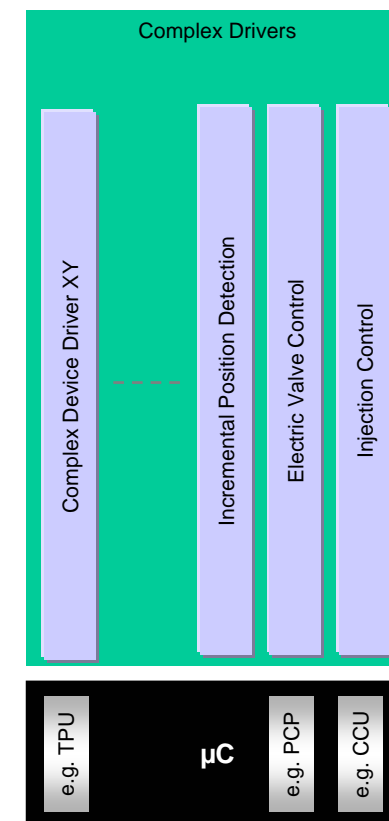 Complex Drivers
Complex Device Driver XY
Incremental Position Detection
Electric Valve Control
Injection Control
e.g. TPU
µC
e.g. PCP
e.g. CCU